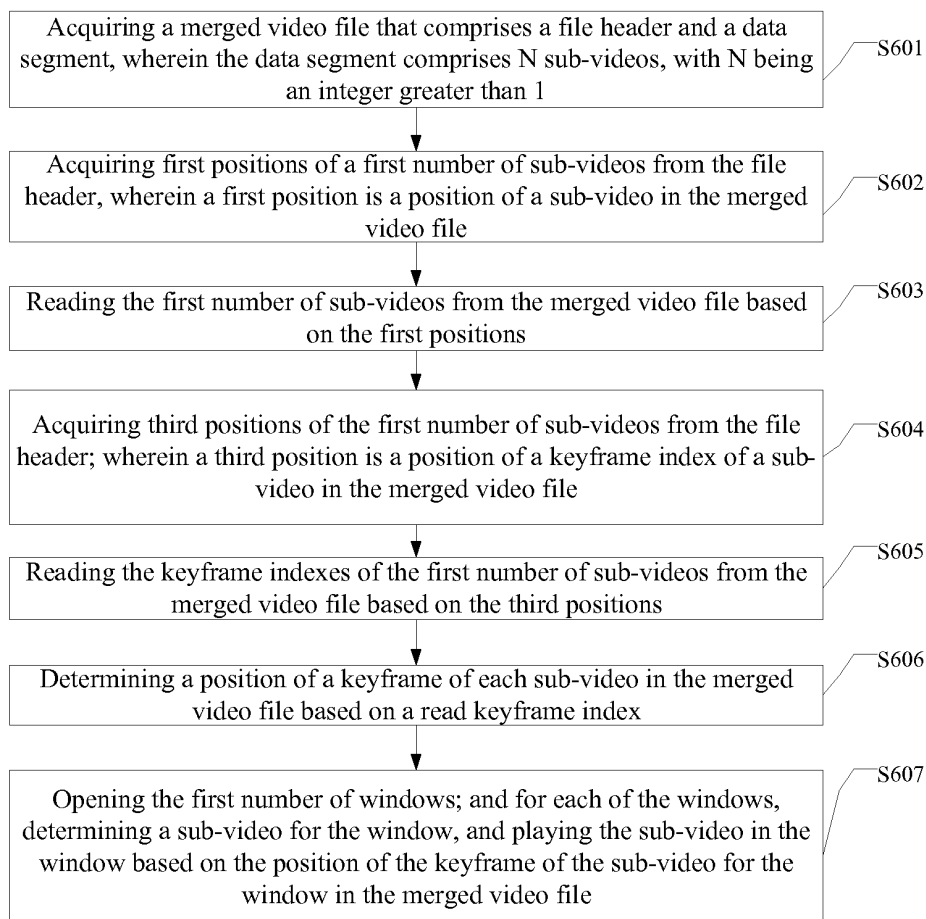 Acquiring a merged video file that comprises a file header and a data
segment, wherein the data segment comprises N sub-videos, with N being
an integer greater than 1
S601
Acquiring first positions of a first number of sub-videos from the file
header, wherein a first position is a position of a sub-video in the merged
video file
S602
Reading the first number of sub-videos from the merged video file based
on the first positions
S603
Acquiring third positions of the first number of sub-videos from the file
header; wherein a third position is a position of a keyframe index of a sub-
video in the merged video file
S604
Reading the keyframe indexes of the first number of sub-videos from the
merged video file based on the third positions
S605
Determining a position of a keyframe of each sub-video in the merged
video file based on a read keyframe index
S606
Opening the first number of windows; and for each of the windows,
determining a sub-video for the window, and playing the sub-video in the
window based on the position of the keyframe of the sub-video for the
window in the merged video file
S607